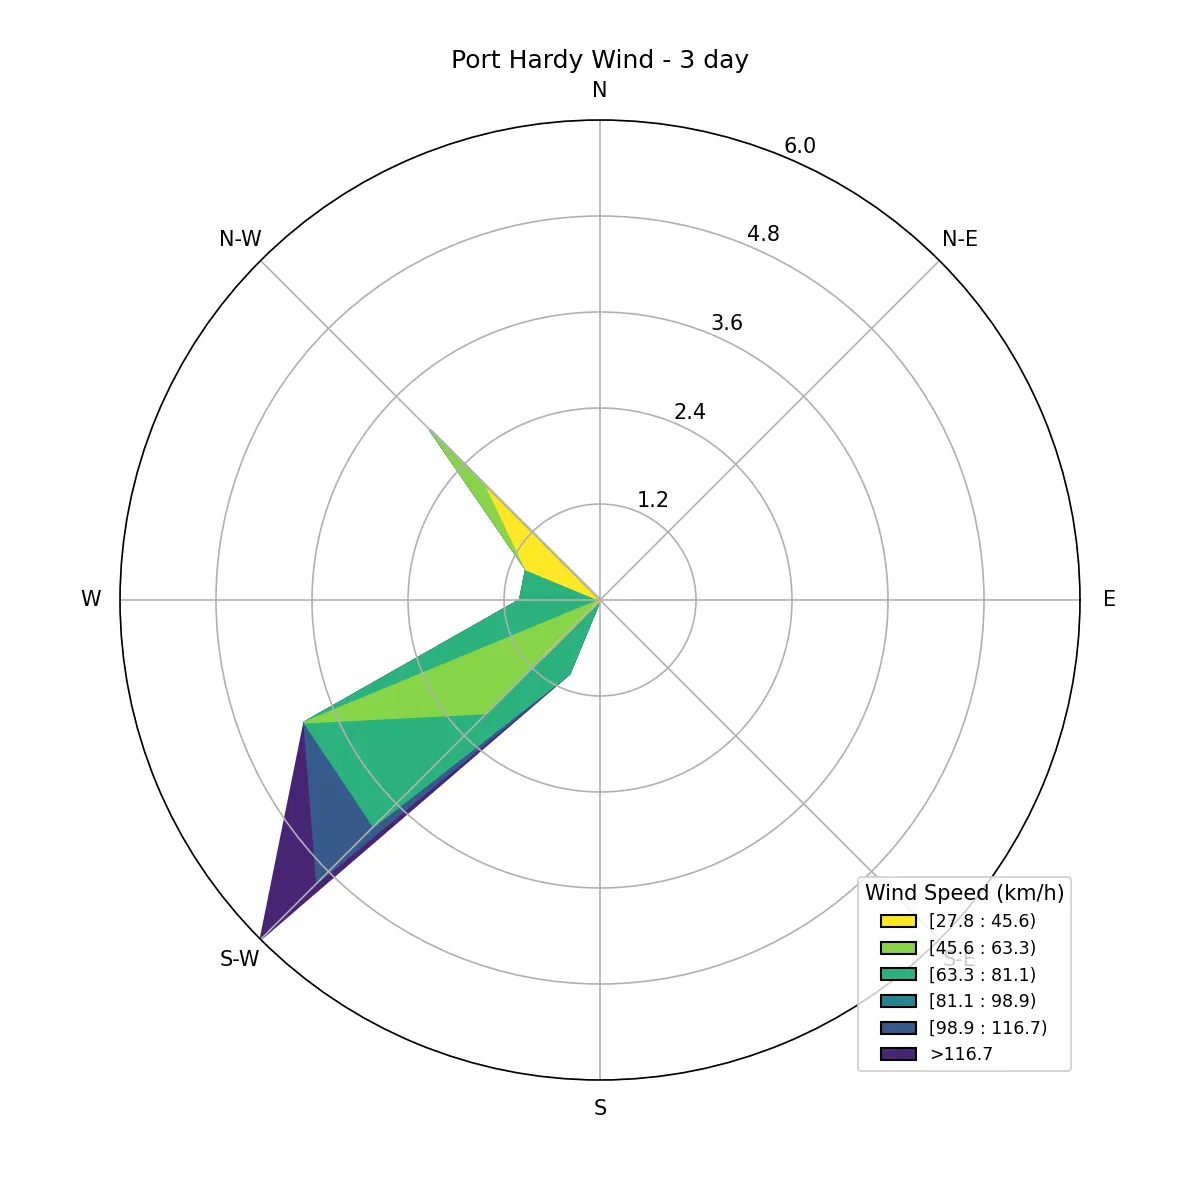 Port Hardy Wind - 3 day
N
6.0
N-W
N-E
4.8
3.6
2.4
1.2
W
E
S-W
S-E
S
Wind Speed (km/h)
[27.8 : 45.6)
[45.6 : 63.3)
[63.3 : 81.1)
[81.1 : 98.9)
[98.9 : 116.7)
>116.7